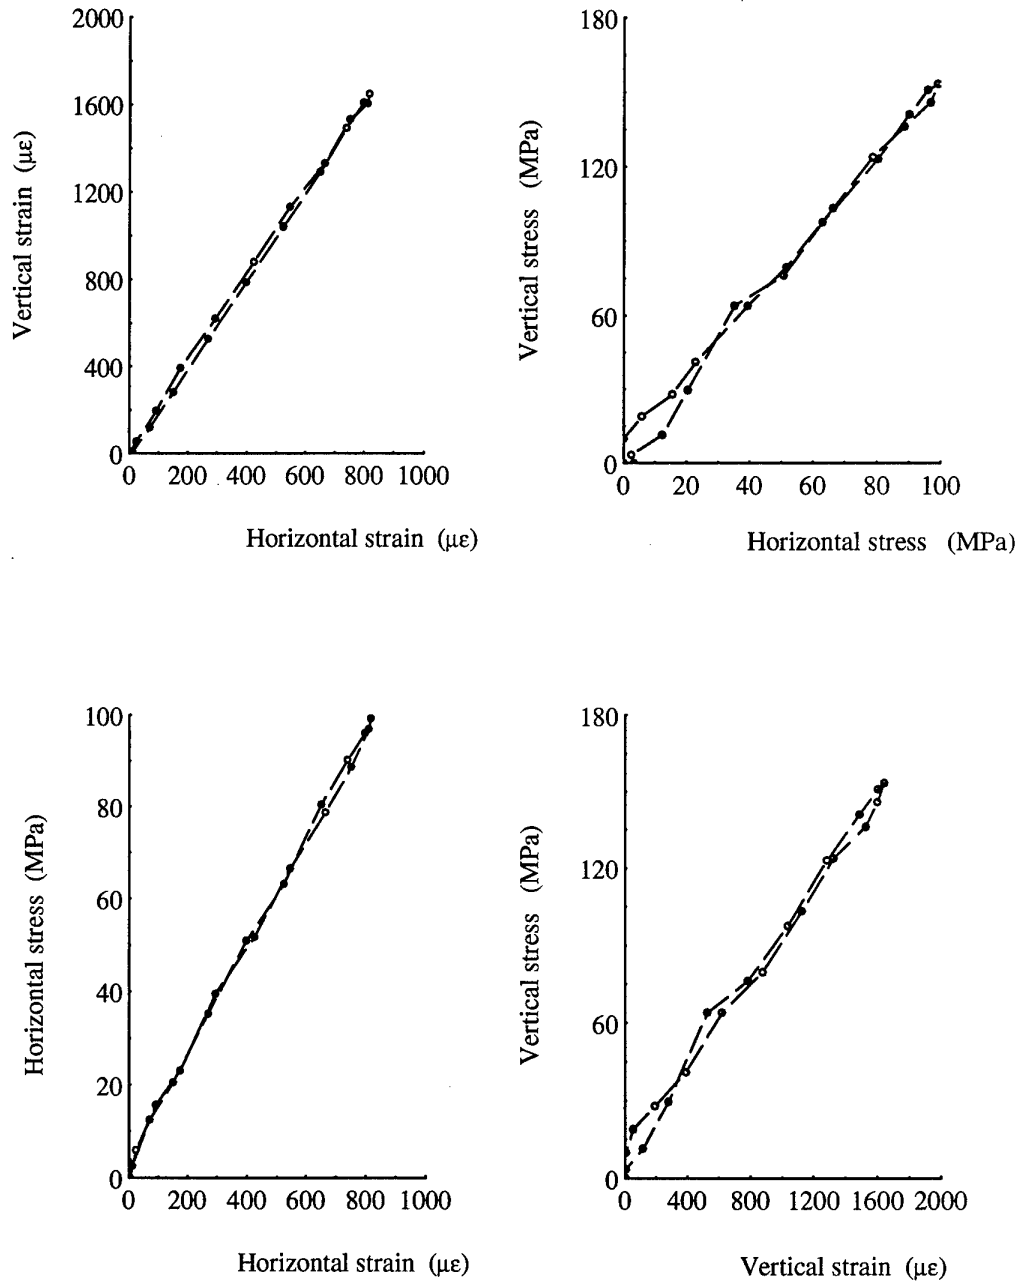 2000
1600
1200
800
400
0
0 200 400 600 800 1000
Vertical strain (με)
Horizontal strain (με)
180
120
60
0
0 20 40 60 80 100
Vertical stress (MPa)
Horizontal stress (MPa)
100
80
60
40
20
0
0 200 400 600 800 1000
Horizontal stress (MPa)
Horizontal strain (με)
180
120
60
0
0 400 800 1200 1600 2000
Vertical stress (MPa)
Vertical strain (με)